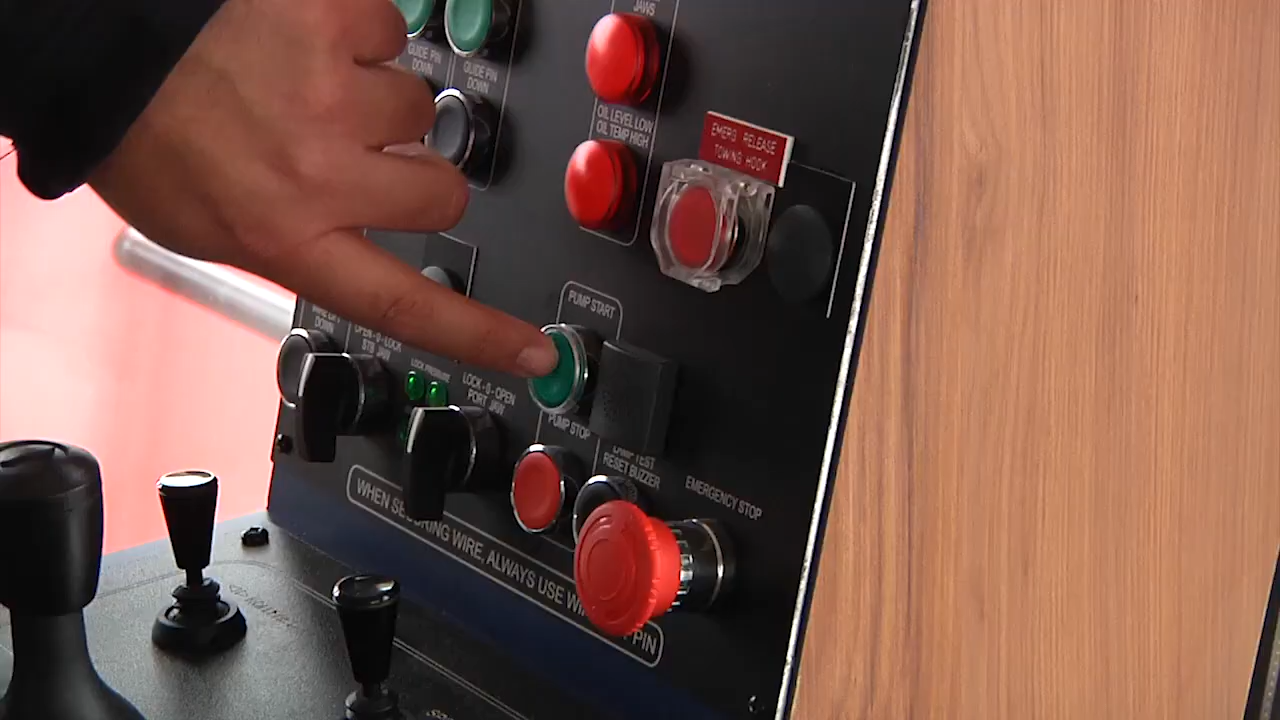 JAWS
GUIDE PIN
DOWN
GUIDE PIN
DOWN
OIL LEVEL LOW
OIL TEMP HIGH
EMERG RELEASE
TOWING HOOK
PUMP START
DOWN
OPEN-0-LOCK
STB JAW
LOCK PRESSURE
LOCK-0-OPEN
PORT JAW
PUMP STOP
LAMP TEST
RESET BUZZER
EMERGENCY STOP
WHEN SECURING WIRE, ALWAYS USE PIN